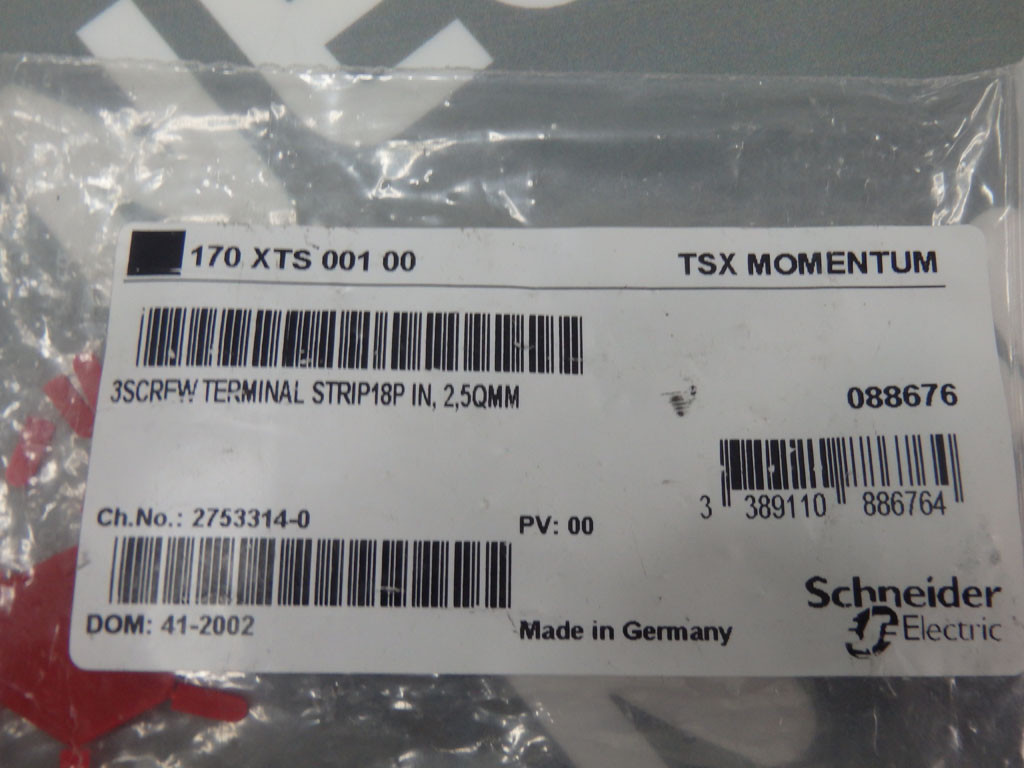 170 XTS 001 00 TSX MOMENTUM
3SCREW TERMINAL STRIP18P IN, 2,5QMM
088676
3 389110 886764
Ch.No.: 2753314-0 PV: 00
DOM: 41-2002
Made in Germany
Schneider
Electric